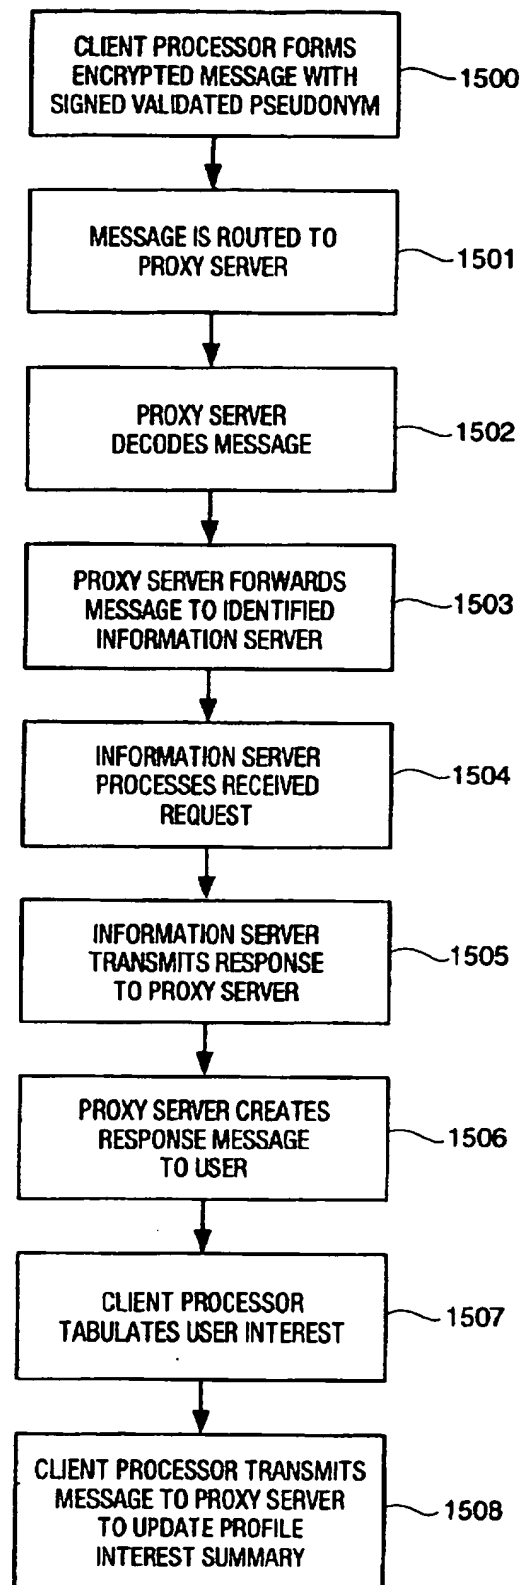 CLIENT PROCESSOR FORMS
ENCRYPTED MESSAGE WITH
SIGNED VALIDATED PSEUDONYM
1500
MESSAGE IS ROUTED TO
PROXY SERVER
1501
PROXY SERVER
DECODES MESSAGE
1502
PROXY SERVER FORWARDS
MESSAGE TO IDENTIFIED
INFORMATION SERVER
1503
INFORMATION SERVER
PROCESSES RECEIVED
REQUEST
1504
INFORMATION SERVER
TRANSMITS RESPONSE
TO PROXY SERVER
1505
PROXY SERVER CREATES
RESPONSE MESSAGE
TO USER
1506
CLIENT PROCESSOR
TABULATES USER INTEREST
1507
CLIENT PROCESSOR TRANSMITS
MESSAGE TO PROXY SERVER
TO UPDATE PROFILE
INTEREST SUMMARY
1508